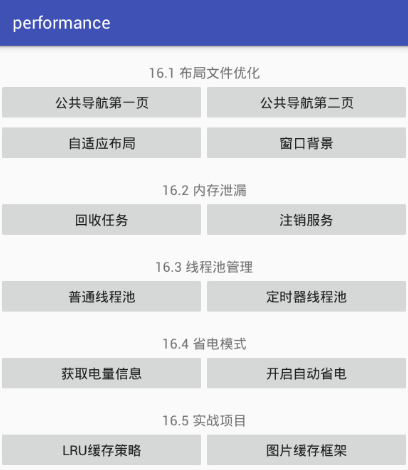 performance
16.1 布局文件优化
公共导航第一页 公共导航第二页
自适应布局 窗口背景
16.2 内存泄漏
回收任务 注销服务
16.3 线程池管理
普通线程池 定时器线程池
16.4 省电模式
获取电量信息 开启自动省电
16.5 实战项目
LRU缓存策略 图片缓存框架